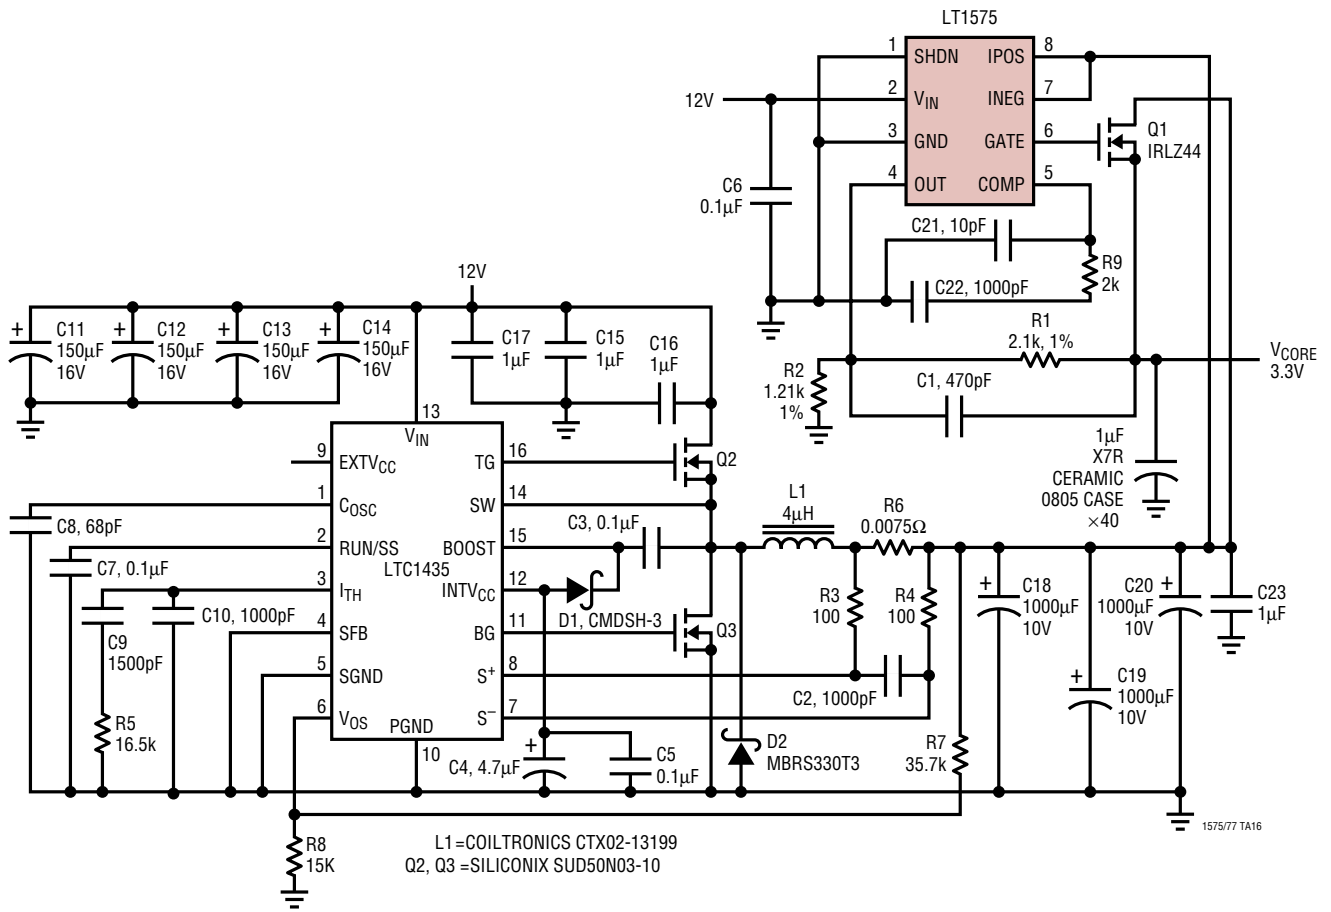 LT1575
1 SHDN IPOS 8
2 VIN INEG 7
3 GND GATE 6
4 OUT COMP 5
12V
C6
0.1µF
Q1
IRLZ44
C21, 10pF
R9
2k
C22, 1000pF
R1
2.1k, 1%
R2
1.21k
1%
C1, 470pF
VCORE
3.3V
1µF
X7R
CERAMIC
0805 CASE
×40
12V
+
C11
150µF
16V
+
C12
150µF
16V
+
C13
150µF
16V
+
C14
150µF
16V
C17
1µF
C15
1µF
C16
1µF
13
VIN
9 EXTVCC
1 COSC
2 RUN/SS
3 ITH
4 SFB
5 SGND
6 VOS
LTC1435
TG 16
SW 14
BOOST 15
INTVCC 12
BG 11
S+ 8
S– 7
PGND
10
C8, 68pF
C7, 0.1µF
C10, 1000pF
C9
1500pF
R5
16.5k
Q2
C3, 0.1µF
D1, CMDSH-3
Q3
L1
4µH
R6
0.0075Ω
R3
100
R4
100
C2, 1000pF
+
C4, 4.7µF
C5
0.1µF
D2
MBRS330T3
R7
35.7k
+
C18
1000µF
10V
+
C19
1000µF
10V
+
C20
1000µF
10V
C23
1µF
R8
15K
L1=COILTRONICS CTX02-13199
Q2, Q3 =SILICONIX SUD50N03-10
1575/77 TA16